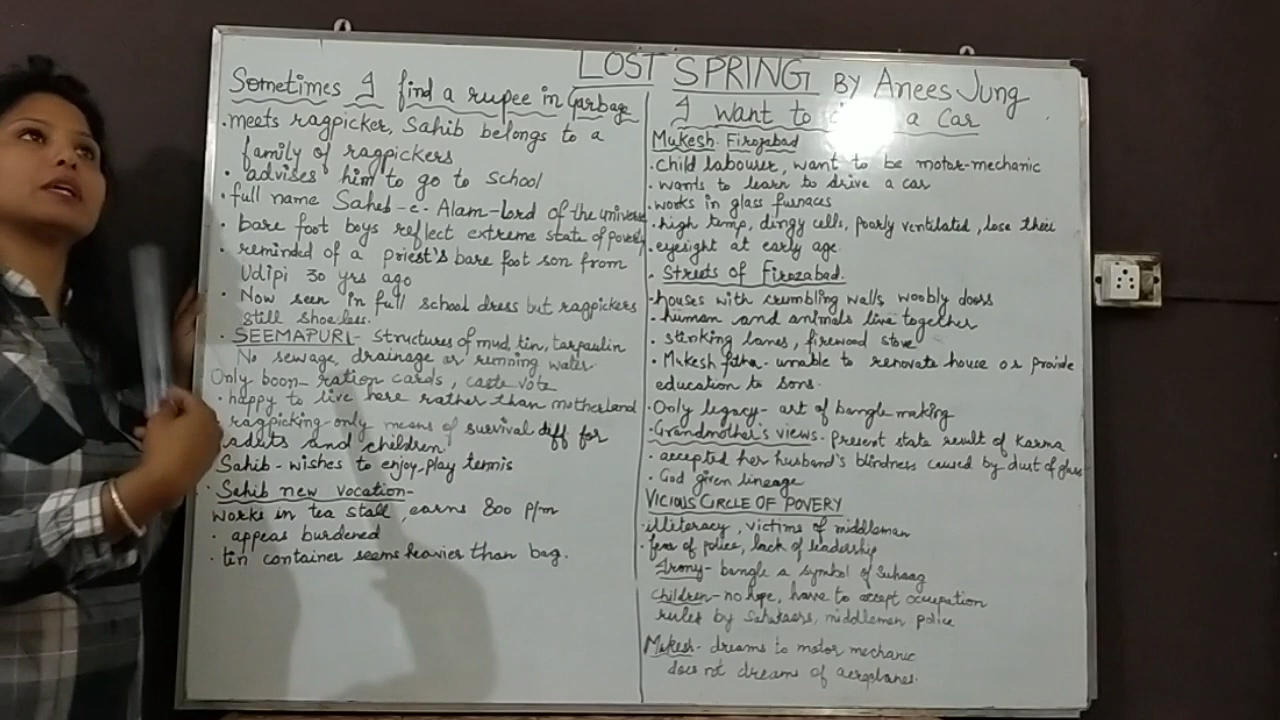 LOST SPRING BY Anees Jung
Sometimes I find a rupee in Garbage
• meets ragpicker, Sahib belongs to a
family of ragpickers
• advises him to go to School
• full name Saheb-e-Alam-lord of the universe
• bare foot boys reflect extreme state of poverty
• reminded of a priest's bare foot son from
Udipi 30 yrs ago
• Now seen in full school dress but ragpickers
still shoeless.
• SEEMAPURI- Structures of mud, tin, tarpaulin
No sewage, drainage or running water
Only boon- ration cards, caste vote
• happy to live here rather than motherland
ragpicking-only means of survival diff for
adults and children.
Sahib - wishes to enjoy, play tennis
• Sahib new vocation-
works in tea stall, earns 800 p/m
• appeas burdened
• tin container seems heavier than bag.
I want to a Car
Mukesh. Firozabad
• Child labourer, want to be motor-mechanic
• wants to learn to drive a car
• works in glass furnaces
• high temp, dingy cells, poorly ventilated, lose their
• eyesight at early age.
• Streets of Firozabad.
• houses with crumbling walls, woobly doors
• human and animals live together
• stinking lanes, firewood stove
• Mukesh fathe- unable to renovate house or provide
education to sons.
• Only legacy- art of bangle making
• Grandmother's views. Present state result of Karma
• accepted her husband's blindness caused by dust of glass
• God given lineage
VICIOUS CIRCLE OF POVERY
• illiteracy, victims of middleman
• fear of police, lack of leadership
Irony- bangle a symbol of Suhaag
Children- no hope, have to accept occupation
ruled by Sahukaars, middlemen police
Mukesh- dreams to motor mechanic
does not dreams of aeroplanes.